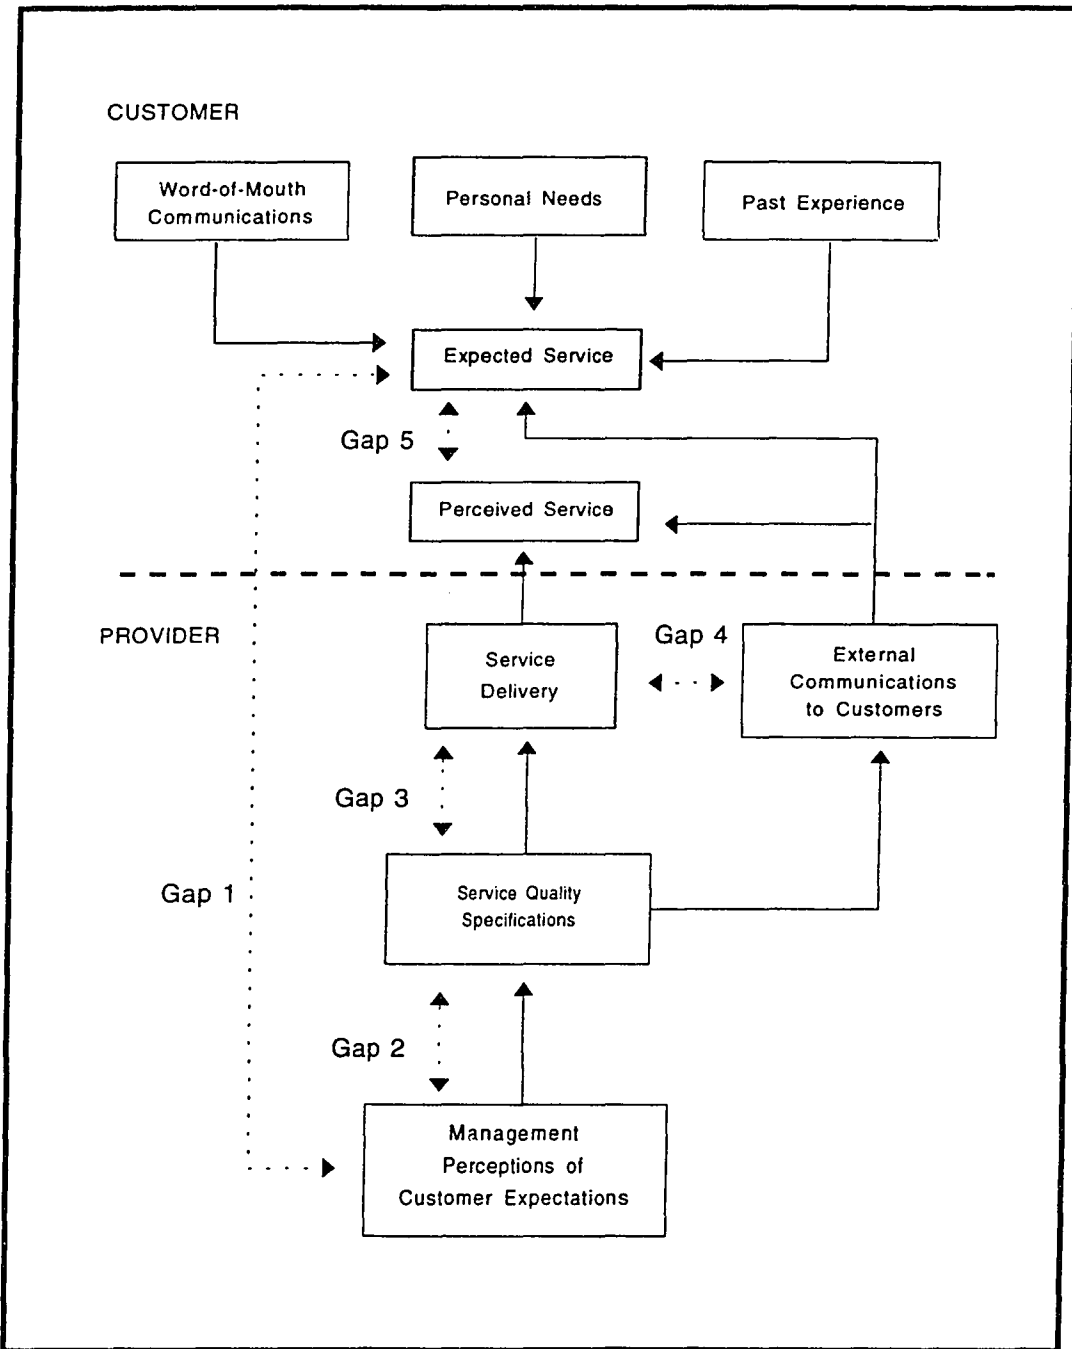 CUSTOMER
Word-of-Mouth
Communications
Personal Needs
Past Experience
Expected Service
Gap 5
Perceived Service
PROVIDER
Service
Delivery
Gap 4
External
Communications
to Customers
Gap 3
Gap 1
Service Quality
Specifications
Gap 2
Management
Perceptions of
Customer Expectations